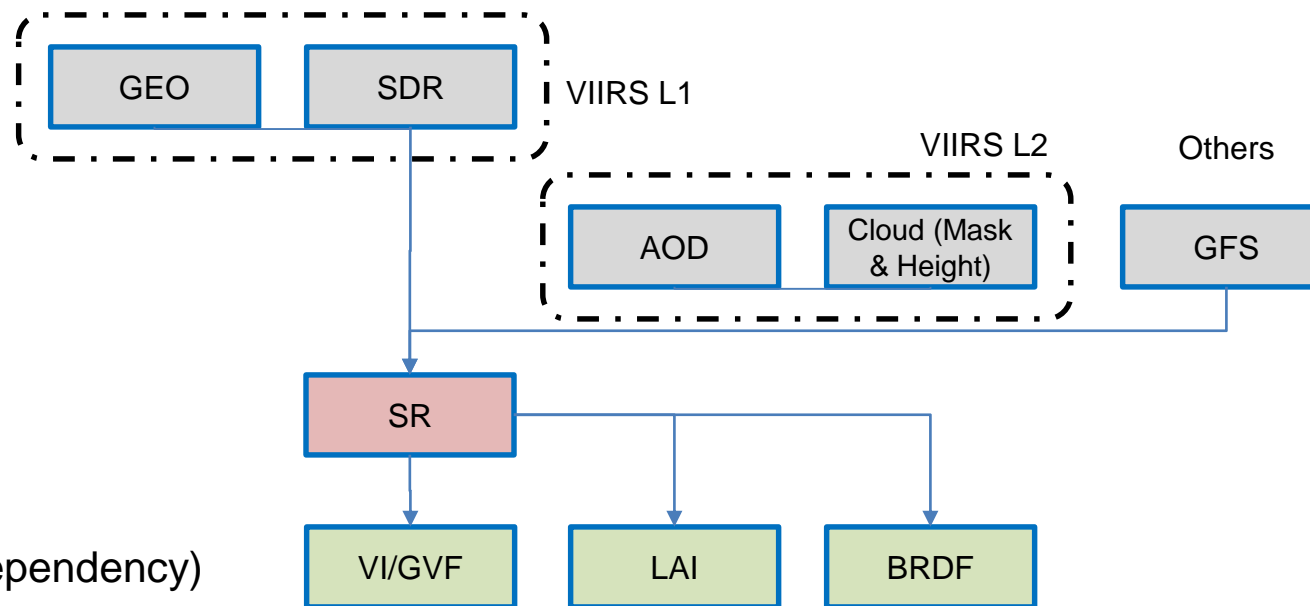 GEO
SDR
VIIRS L1
VIIRS L2
Others
AOD
Cloud (Mask
& Height)
GFS
SR
ependency)
VI/GVF
LAI
BRDF